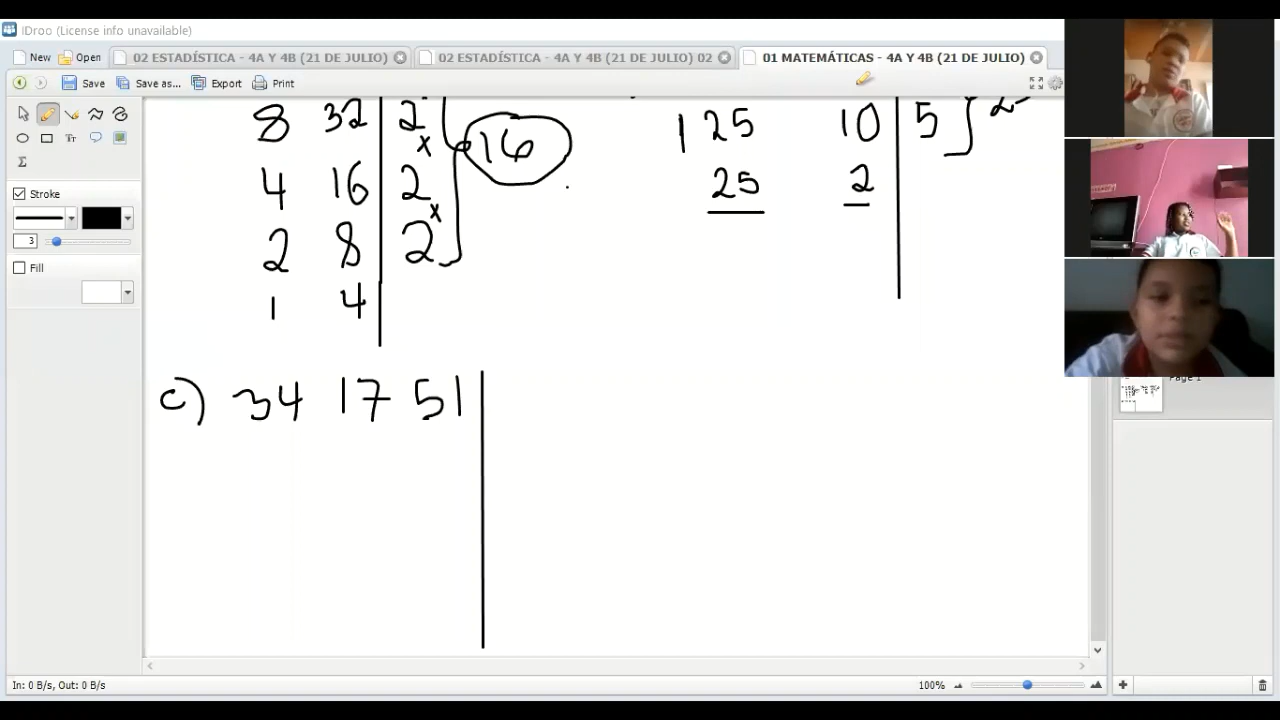 iDroo (License info unavailable)
New Open 02 ESTADÍSTICA - 4A Y 4B (21 DE JULIO) 02 ESTADÍSTICA - 4A Y 4B (21 DE JULIO) 02 01 MATEMÁTICAS - 4A Y 4B (21 DE JULIO)
Save Save as... Export Print
Stroke
3
Fill
8 32 2
x
4 16 2
x
2 8 2
1 4
16
125 10 5
25 2
c) 34 17 51
Page 1
In: 0 B/s, Out: 0 B/s
100%